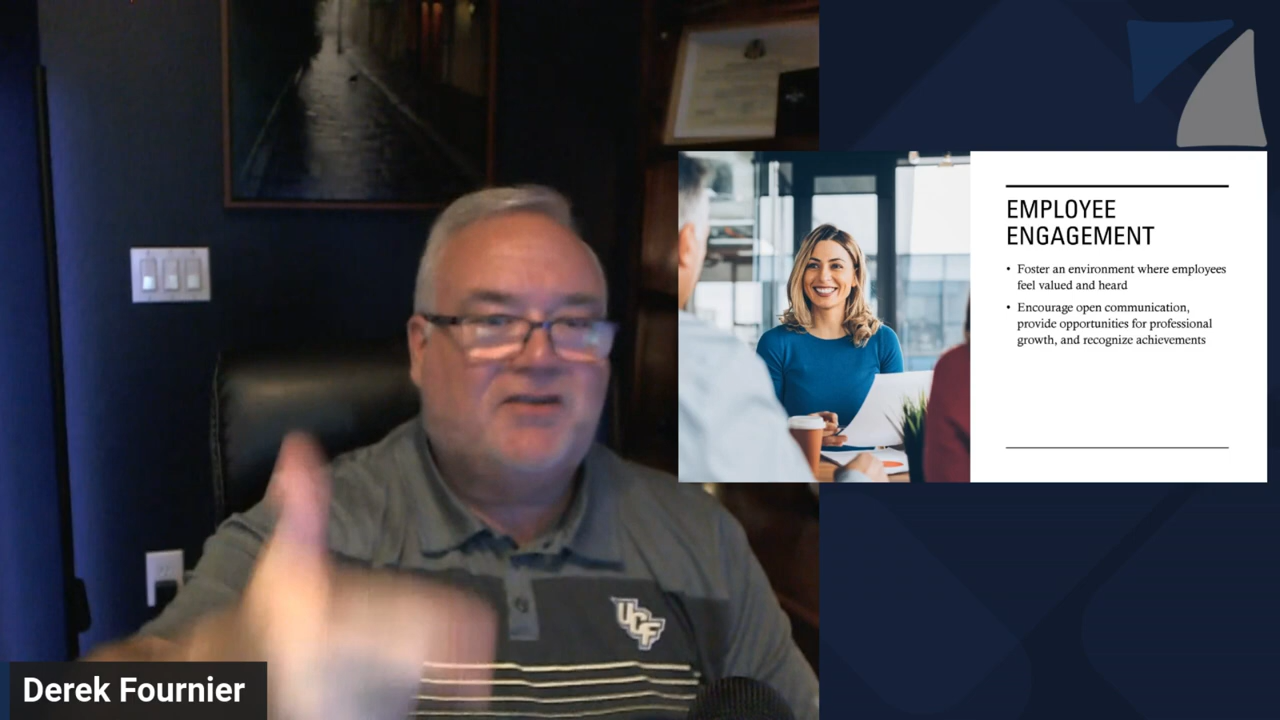 EMPLOYEE
ENGAGEMENT
• Foster an environment where employees
feel valued and heard
• Encourage open communication,
provide opportunities for professional
growth, and recognize achievements
UCF
Derek Fournier